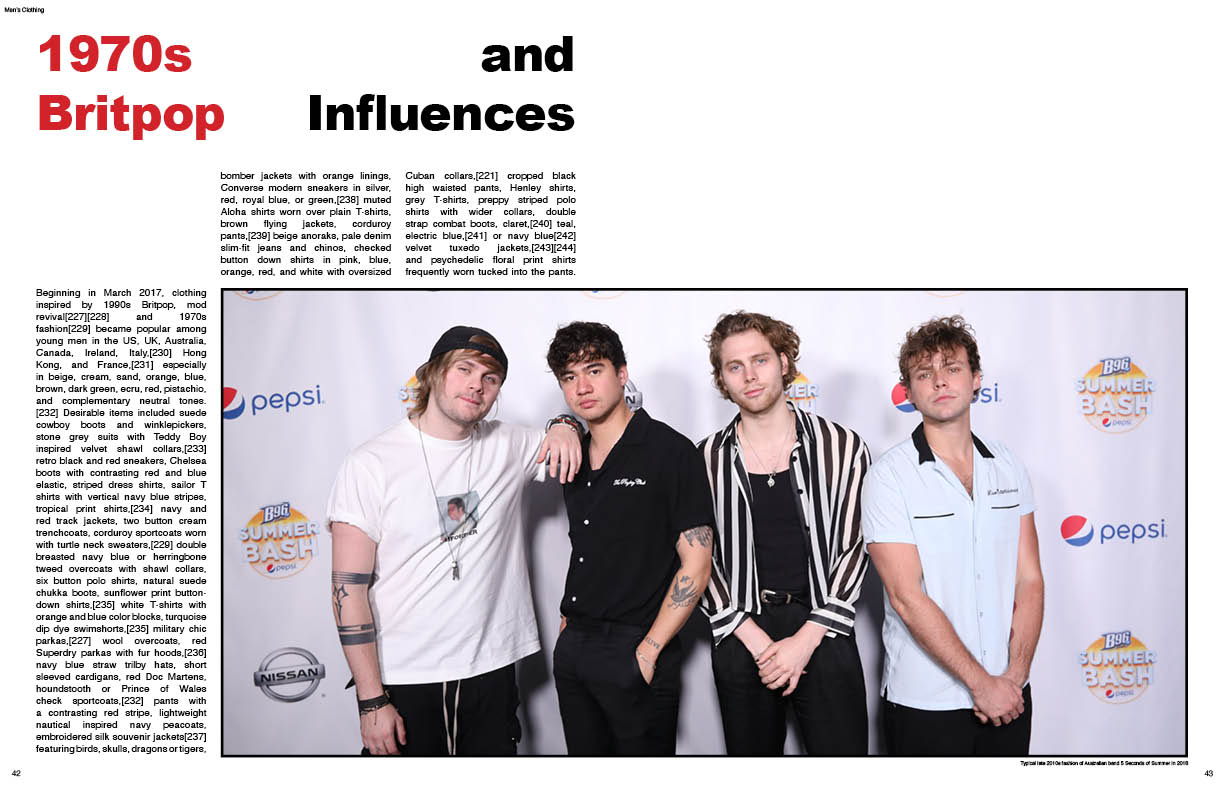 Men's Clothing
1970s and
Britpop Influences
Beginning in March 2017, clothing
inspired by 1990s Britpop, mod
revival[227][228] and 1970s
fashion[229] became popular among
young men in the US, UK, Australia,
Canada, Ireland, Italy,[230] Hong
Kong, and France,[231] especially
in beige, cream, sand, orange, blue,
brown, dark green, ecru, red, pistachio,
and complementary neutral tones.
[232] Desirable items included suede
cowboy boots and winklepickers,
stone grey suits with Teddy Boy
inspired velvet shawl collars,[233]
retro black and red sneakers, Chelsea
boots with contrasting red and blue
elastic, striped dress shirts, sailor T
shirts with vertical navy blue stripes,
tropical print shirts,[234] navy and
red track jackets, two button cream
trenchcoats, corduroy sportcoats worn
with turtle neck sweaters,[229] double
breasted navy blue or herringbone
tweed overcoats with shawl collars,
six button polo shirts, natural suede
chukka boots, sunflower print button-
down shirts,[235] white T-shirts with
orange and blue color blocks, turquoise
dip dye swimshorts,[235] military chic
parkas,[227] wool overcoats, red
Superdry parkas with fur hoods,[236]
navy blue straw trilby hats, short
sleeved cardigans, red Doc Martens,
houndstooth or Prince of Wales
check sportcoats,[232] pants with
a contrasting red stripe, lightweight
nautical inspired navy peacoats,
embroidered silk souvenir jackets[237]
featuring birds, skulls, dragons or tigers,
bomber jackets with orange linings,
Converse modern sneakers in silver,
red, royal blue, or green,[238] muted
Aloha shirts worn over plain T-shirts,
brown flying jackets, corduroy
pants,[239] beige anoraks, pale denim
slim-fit jeans and chinos, checked
button down shirts in pink, blue,
orange, red, and white with oversized
Cuban collars,[221] cropped black
high waisted pants, Henley shirts,
grey T-shirts, preppy striped polo
shirts with wider collars, double
strap combat boots, claret,[240] teal,
electric blue,[241] or navy blue[242]
velvet tuxedo jackets,[243][244]
and psychedelic floral print shirts
frequently worn tucked into the pants.
pepsi
B96
SUMMER
BASH
pepsi
B96
SUMMER
BASH
pepsi
pepsi
NISSAN
B96
SUMMER
BASH
pepsi
Typical late 2010s fashion of Australian band 5 Seconds of Summer in 2018
42
43